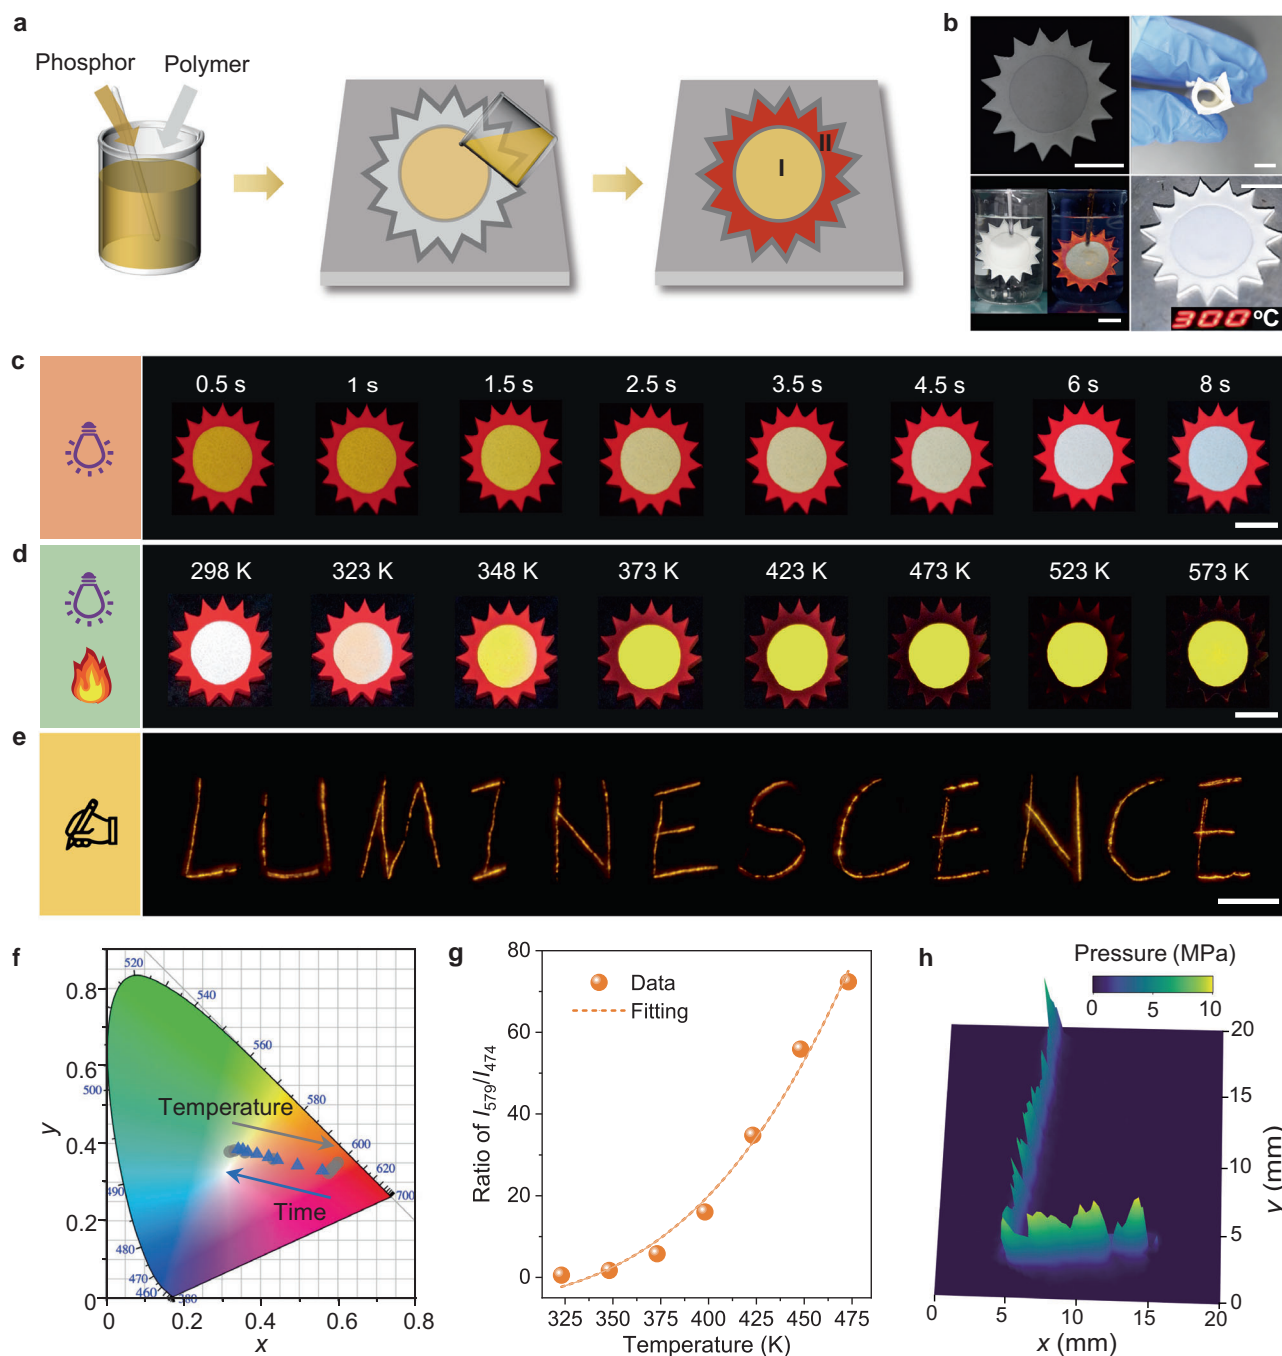 a
Phosphor
Polymer
I
II
b
300 °C
c
0.5 s 1 s 1.5 s 2.5 s 3.5 s 4.5 s 6 s 8 s
d
298 K 323 K 348 K 373 K 423 K 473 K 523 K 573 K
e
LUMINESCENCE
f
520
540
560
580
600
620
700
500
490
480
470
460
Temperature
Time
0.8
0.6
0.4
0.2
0
y
0.2 0.4 0.6 0.8
x
g
80
60
40
20
0
Ratio of I579/I474
Data
Fitting
325 350 375 400 425 450 475
Temperature (K)
h
Pressure (MPa)
0 5 10
20
15
10
5
0
y (mm)
0 5 10 15 20
x (mm)